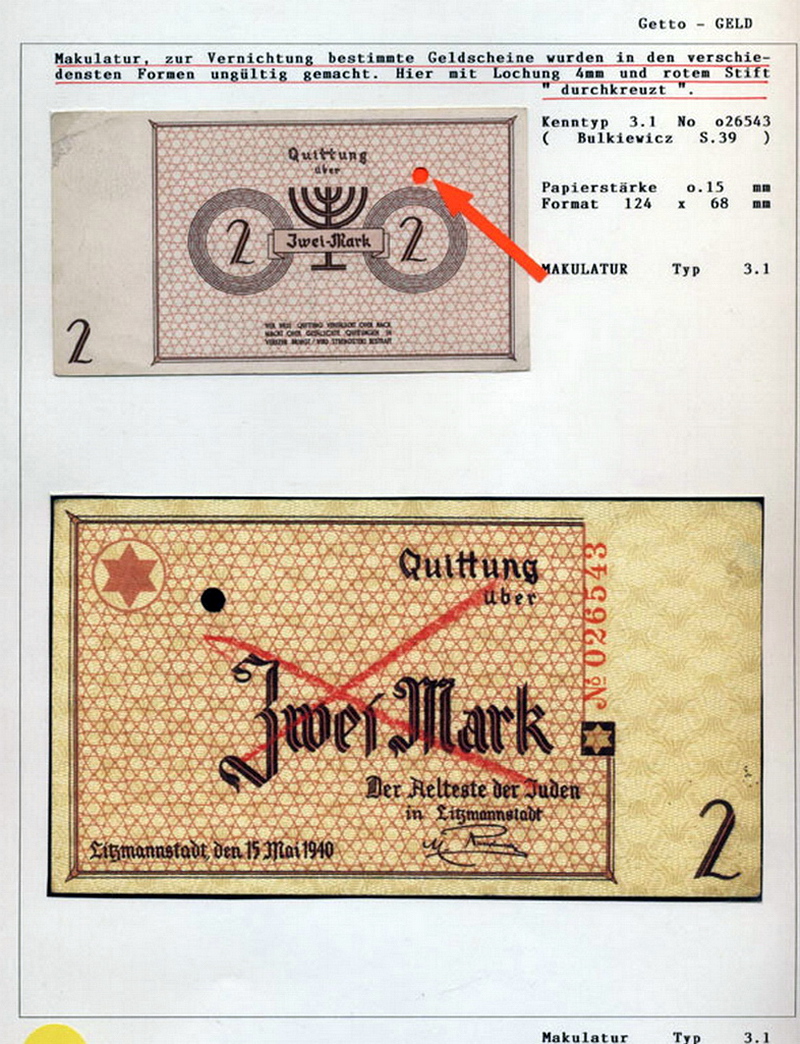 Getto - GELD
Makulatur, zur Vernichtung bestimmte Geldscheine wurden in den verschie-
densten Formen ungültig gemacht. Hier mit Lochung 4mm und rotem Stift
" durchkreuzt ".
Kenntyp 3.1 No o26543
( Bulkiewicz S.39 )
Papierstärke o.15 mm
Format 124 x 68 mm
MAKULATUR Typ 3.1
Quittung
über
2 Zwei-Mark 2
2
Quittung
über
№ 026543
Zwei Mark
Der Aelteste der Juden
in Litzmannstadt
Litzmannstadt, den 15 Mai 1940
2
Makulatur Typ 3.1